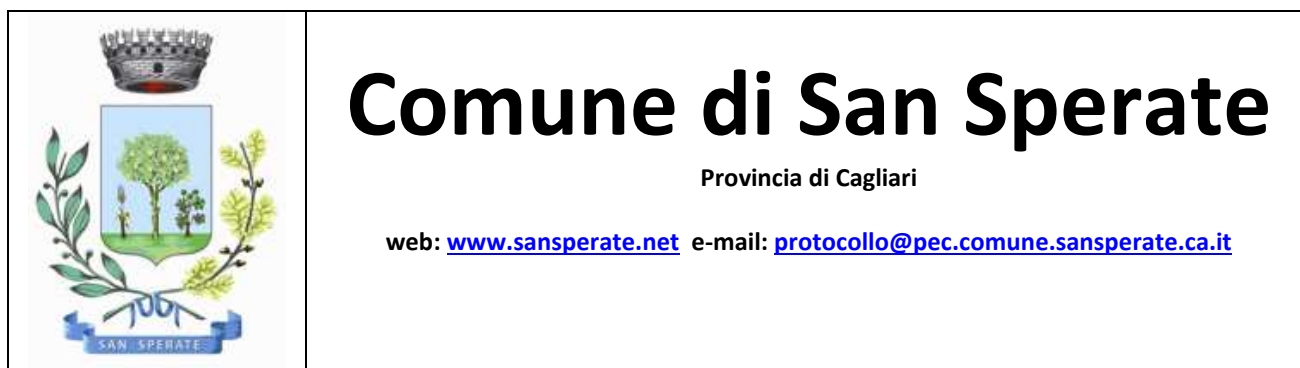 Comune di San Sperate
Provincia di Cagliari
web: www.sansperate.net e-mail: protocollo@pec.comune.sansperate.ca.it
SAN SPERATE